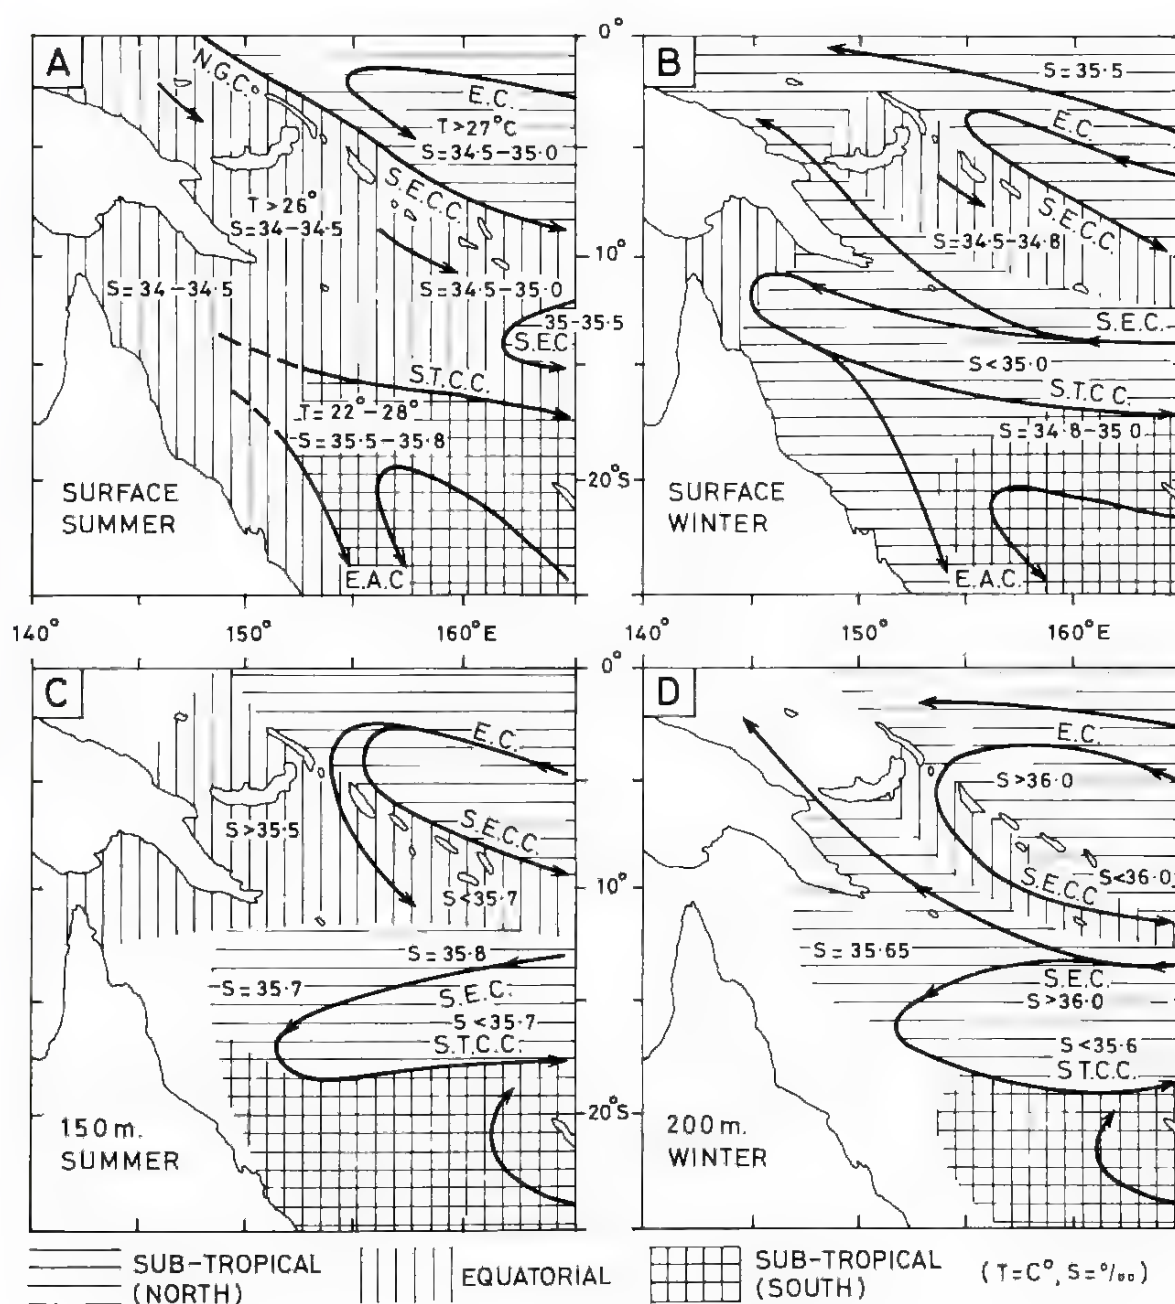 A
N.G.C.
0°
E.C.
T>27°C
S=34·5-35·0
S.E.C.C.
T>26°
S=34-34·5
10°
S=34-34·5
S=34·5-35·0
35-35·5
S.E.C
S.T.C.C.
T=22°-28°
S=35·5-35·8
20°S
SURFACE
SUMMER
E.A.C
140°
150°
160°E
B
S=35·5
E.C.
S.E.C.C.
S=34·5-34·8
S.E.C.
S<35·0
S.T.C C.
S=34·8-35·0
SURFACE
WINTER
E.A.C.
140°
150°
160°
C
0°
E.C.
S>35·5
S.E.C.C.
10°
S<35·7
S=35·8
S=35·7
S.E.C.
S<35·7
S.T.C.C.
20°S
150m.
SUMMER
D
E.C.
S>36·0
S<36·0
S.E.C.C
S=35·65
S.E.C.
S>36·0
S<35·6
S T.C.C.
200m.
WINTER
SUB-TROPICAL
(NORTH)
EQUATORIAL
SUB-TROPICAL
(SOUTH)
(T=C°, S=°/₀₀)